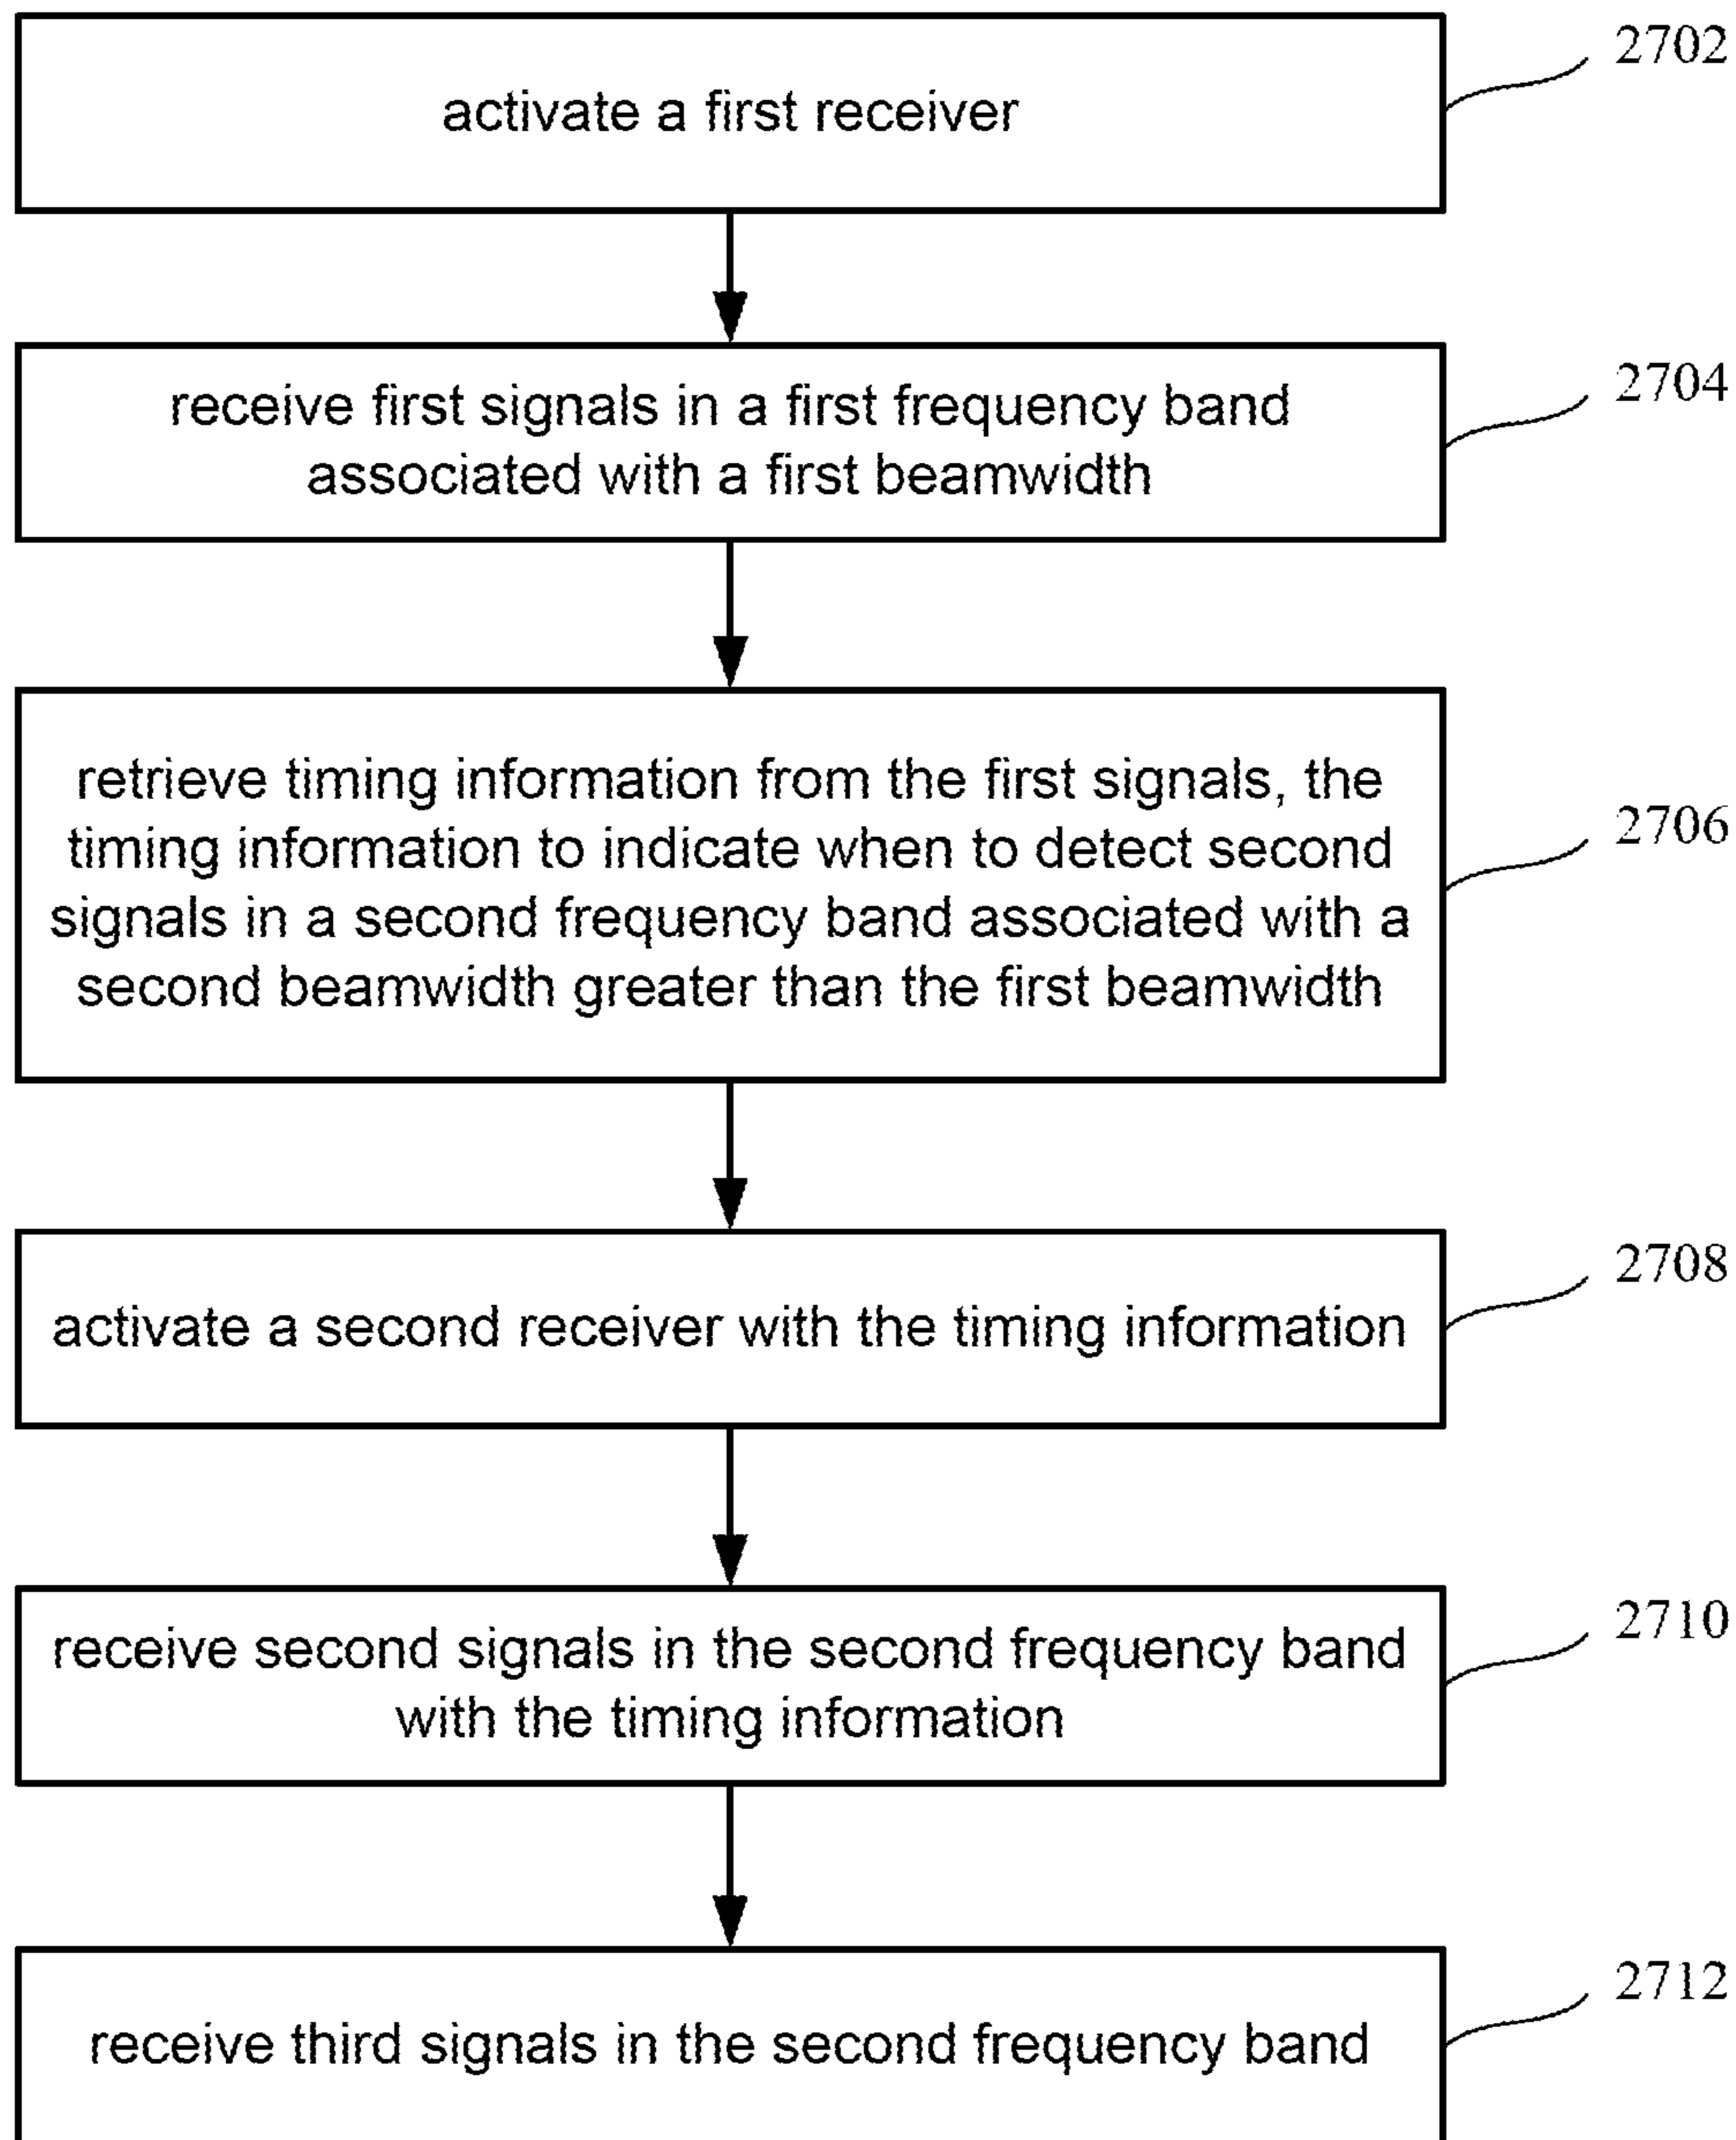 activate a first receiver
2702
receive first signals in a first frequency band
associated with a first beamwidth
2704
retrieve timing information from the first signals, the
timing information to indicate when to detect second
signals in a second frequency band associated with a
second beamwidth greater than the first beamwidth
2706
activate a second receiver with the timing information
2708
receive second signals in the second frequency band
with the timing information
2710
receive third signals in the second frequency band
2712